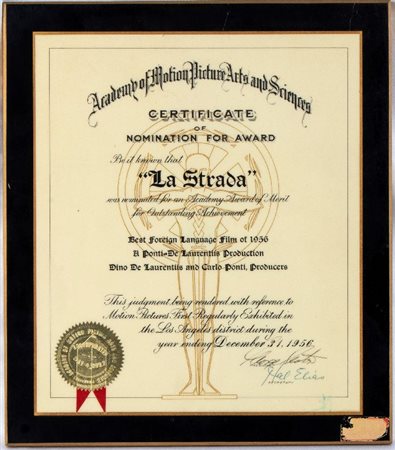 Academy of Motion Picture Arts and Sciences
CERTIFICATE
OF
NOMINATION FOR AWARD
Be it known that
"La Strada"
was nominated for an Academy Award of Merit
for Outstanding Achievement
Best Foreign Language Film of 1956
A Ponti-De Laurentiis Production
Dino De Laurentiis and Carlo Ponti, Producers
This judgment being rendered with reference to
Motion Pictures First Regularly Exhibited in
the Los Angeles district during the
year ending December 31, 1956.
Hal Elias
SECRETARY